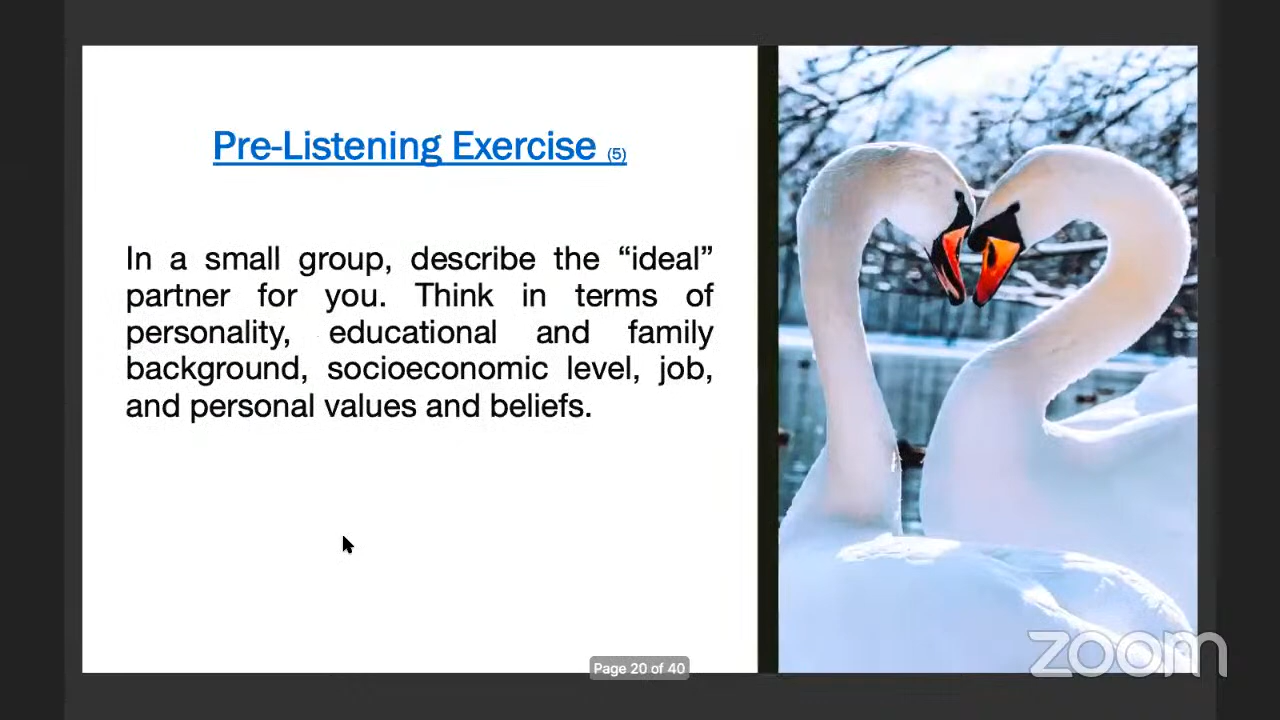 Pre-Listening Exercise (5)
In a small group, describe the “ideal”
partner for you. Think in terms of
personality, educational and family
background, socioeconomic level, job,
and personal values and beliefs.
Page 20 of 40
zoom